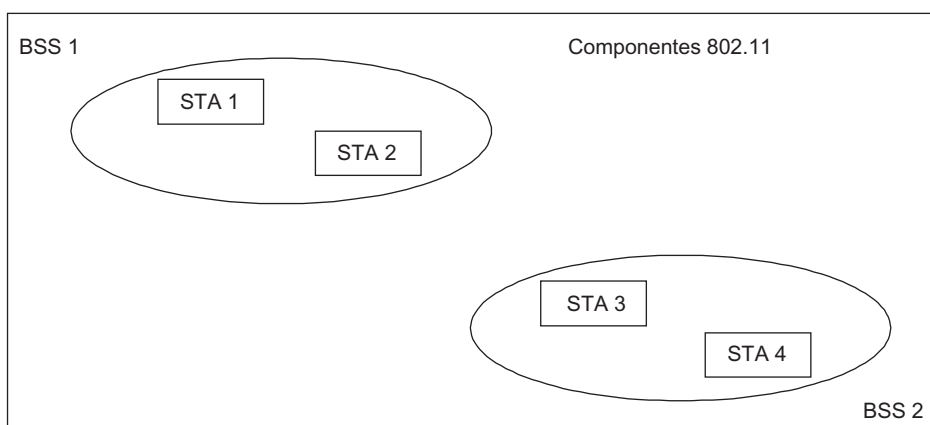 BSS 1
Componentes 802.11
STA 1
STA 2
STA 3
STA 4
BSS 2